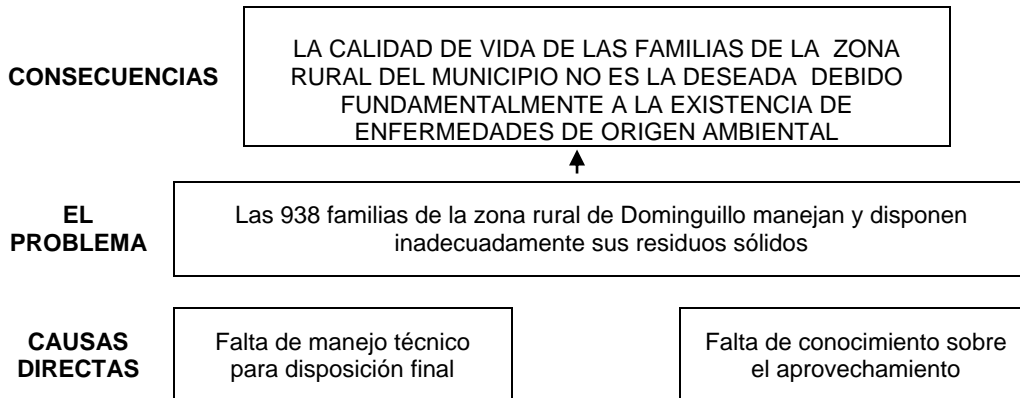 CONSECUENCIAS
LA CALIDAD DE VIDA DE LAS FAMILIAS DE LA ZONA
RURAL DEL MUNICIPIO NO ES LA DESEADA DEBIDO
FUNDAMENTALMENTE A LA EXISTENCIA DE
ENFERMEDADES DE ORIGEN AMBIENTAL
EL
PROBLEMA
Las 938 familias de la zona rural de Dominguillo manejan y disponen
inadecuadamente sus residuos sólidos
CAUSAS
DIRECTAS
Falta de manejo técnico
para disposición final
Falta de conocimiento sobre
el aprovechamiento